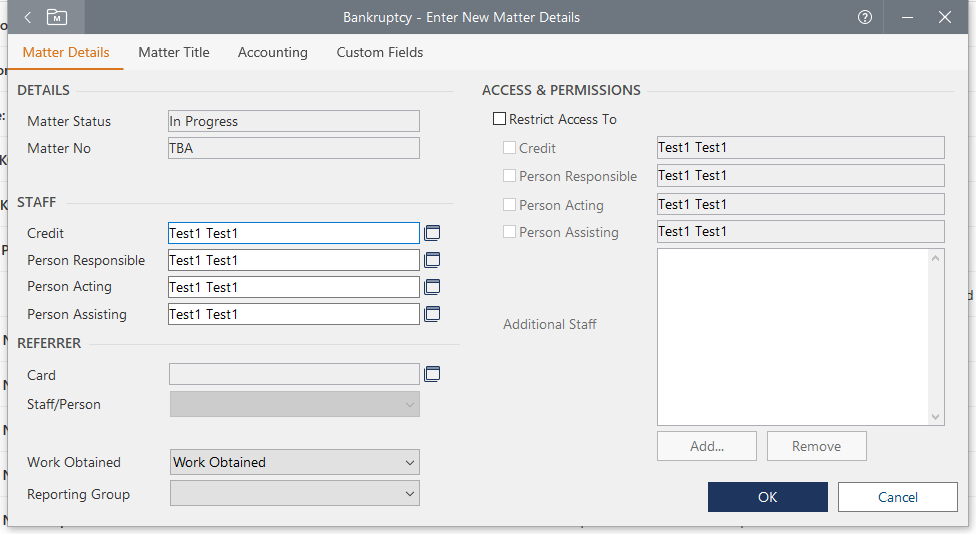 M
Bankruptcy - Enter New Matter Details
Matter Details
Matter Title
Accounting
Custom Fields
DETAILS
Matter Status
In Progress
Matter No
TBA
STAFF
Credit
Test1 Test1
Person Responsible
Test1 Test1
Person Acting
Test1 Test1
Person Assisting
Test1 Test1
REFERRER
Card
Staff/Person
Work Obtained
Work Obtained
Reporting Group
ACCESS & PERMISSIONS
Restrict Access To
Credit
Test1 Test1
Person Responsible
Test1 Test1
Person Acting
Test1 Test1
Person Assisting
Test1 Test1
Additional Staff
Add...
Remove
OK
Cancel